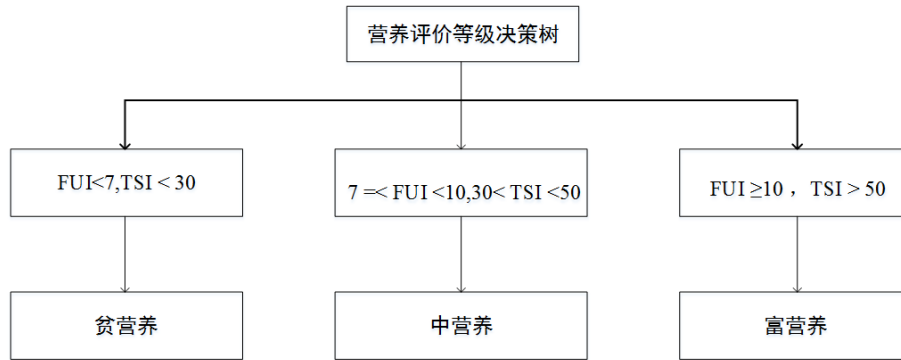 营养评价等级决策树
FUI<7,TSI < 30
7 =< FUI <10,30< TSI <50
FUI ≥10 ，TSI > 50
贫营养
中营养
富营养